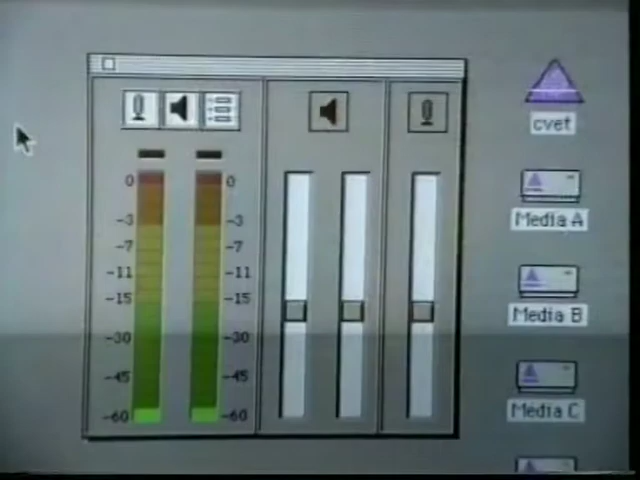 0 0
-3 -3
-7 -7
-11 -11
-15 -15
-30 -30
-45 -45
-60 -60
cvet
Media A
Media B
Media C